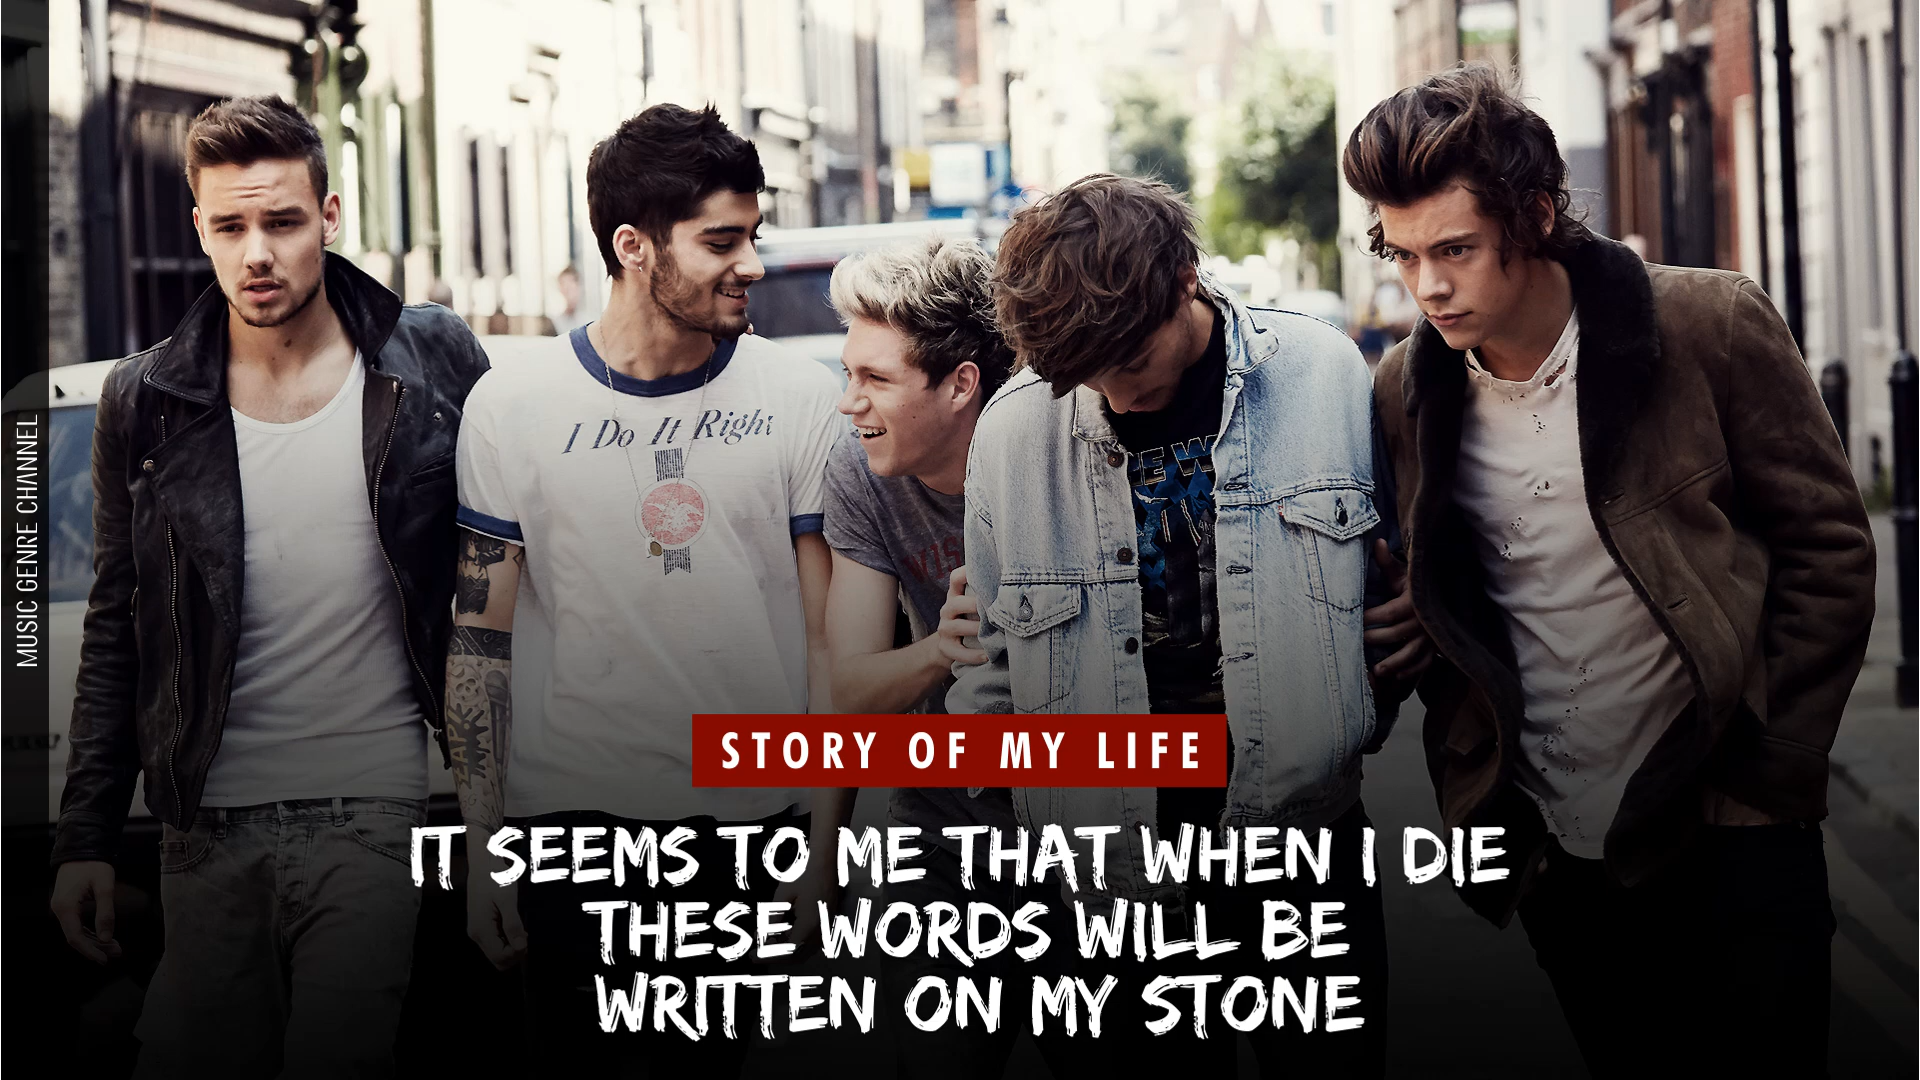 MUSIC GENRE CHANNEL
I Do It Right
WIS
E W
STORY OF MY LIFE
IT SEEMS TO ME THAT WHEN I DIE
THESE WORDS WILL BE
WRITTEN ON MY STONE